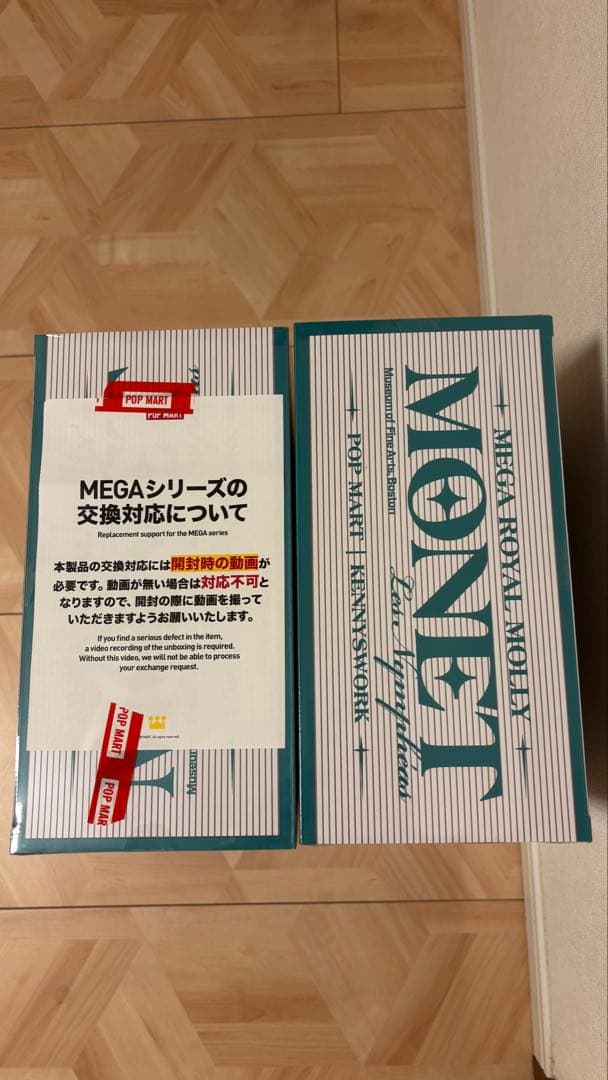 POP MART
POP MART
MEGAシリーズの
交換対応について
Replacement support for the MEGA series
本製品の交換対応には開封時の動画が
必要です。動画が無い場合は対応不可と
なりますので、開封の際に動画を撮って
いただきますようお願いいたします。
If you find a serious defect in the item,
a video recording of the unboxing is required.
Without this video, we will not be able to process
your exchange request.
POP MART
POP MAR
Museum
MEGA ROYAL MOLLY
MONET
Museum of Fine Arts Boston
Les Nymphéas
POP MART | KENNYSWORK